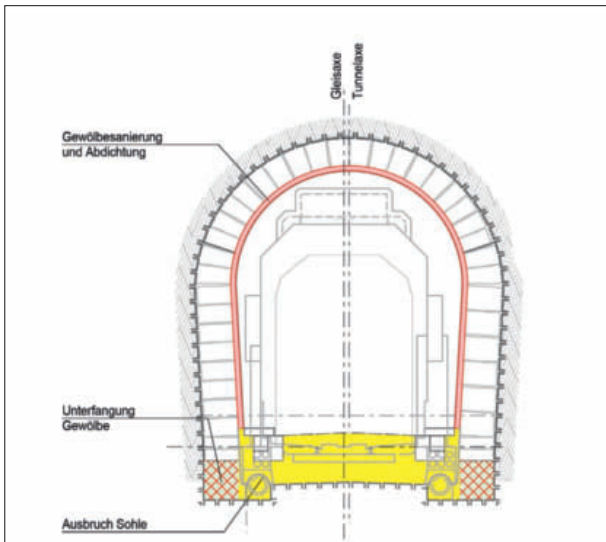 Gleisaxe
Tunnelaxe
Gewölbesanierung
und Abdichtung
Unterfangung
Gewölbe
Ausbruch Sohle